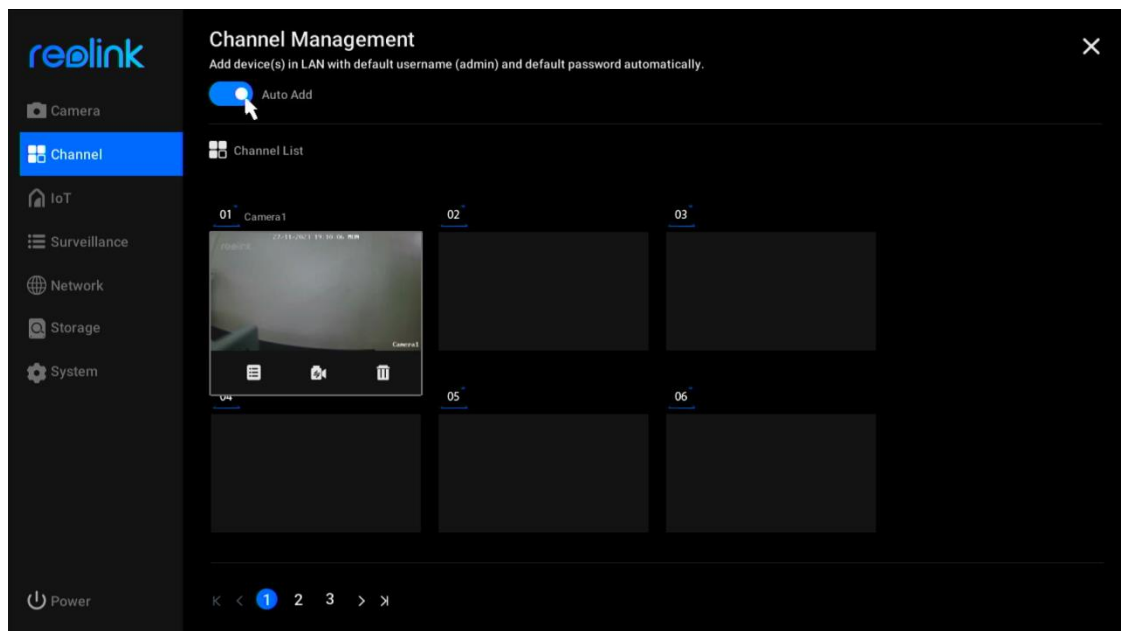 reolink
Channel Management
Add device(s) in LAN with default username (admin) and default password automatically.
Auto Add
Camera
Channel
Channel List
IoT
Surveillance
Network
Storage
System
Power
01 Camera1
02
03
reolink
MON
Camera1
04
05
06
1 2 3